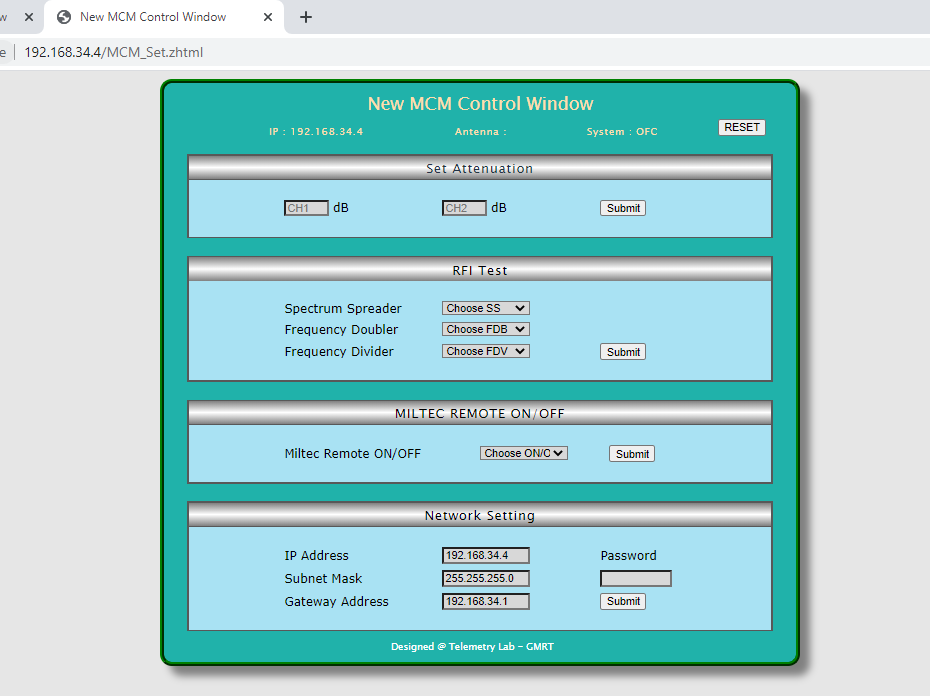 w
New MCM Control Window
e 192.168.34.4/MCM_Set.zhtml
New MCM Control Window
IP : 192.168.34.4 Antenna : System : OFC RESET
Set Attenuation
CH1 dB CH2 dB Submit
RFI Test
Spectrum Spreader Choose SS
Frequency Doubler Choose FDB
Frequency Divider Choose FDV Submit
MILTEC REMOTE ON/OFF
Miltec Remote ON/OFF Choose ON/O Submit
Network Setting
IP Address 192.168.34.4 Password
Subnet Mask 255.255.255.0
Gateway Address 192.168.34.1 Submit
Designed @ Telemetry Lab - GMRT